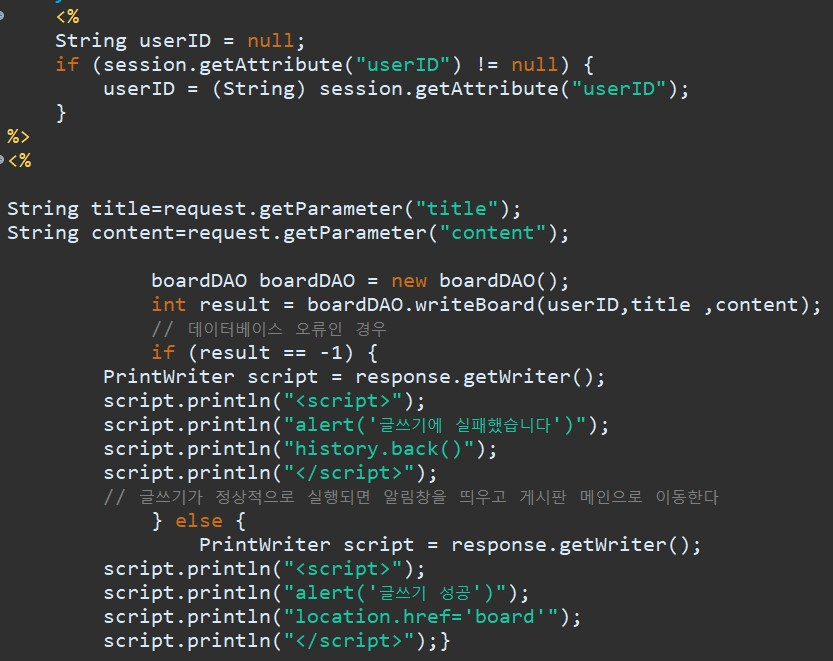 <%
String userID = null;
if (session.getAttribute("userID") != null) {
userID = (String) session.getAttribute("userID");
}
%>
<%
String title=request.getParameter("title");
String content=request.getParameter("content");
boardDAO boardDAO = new boardDAO();
int result = boardDAO.writeBoard(userID,title ,content);
// 데이터베이스 오류인 경우
if (result == -1) {
PrintWriter script = response.getWriter();
script.println("<script>");
script.println("alert('글쓰기에 실패했습니다')");
script.println("history.back()");
script.println("</script>");
// 글쓰기가 정상적으로 실행되면 알림창을 띄우고 게시판 메인으로 이동한다
} else {
PrintWriter script = response.getWriter();
script.println("<script>");
script.println("alert('글쓰기 성공')");
script.println("location.href='board'");
script.println("</script>");}